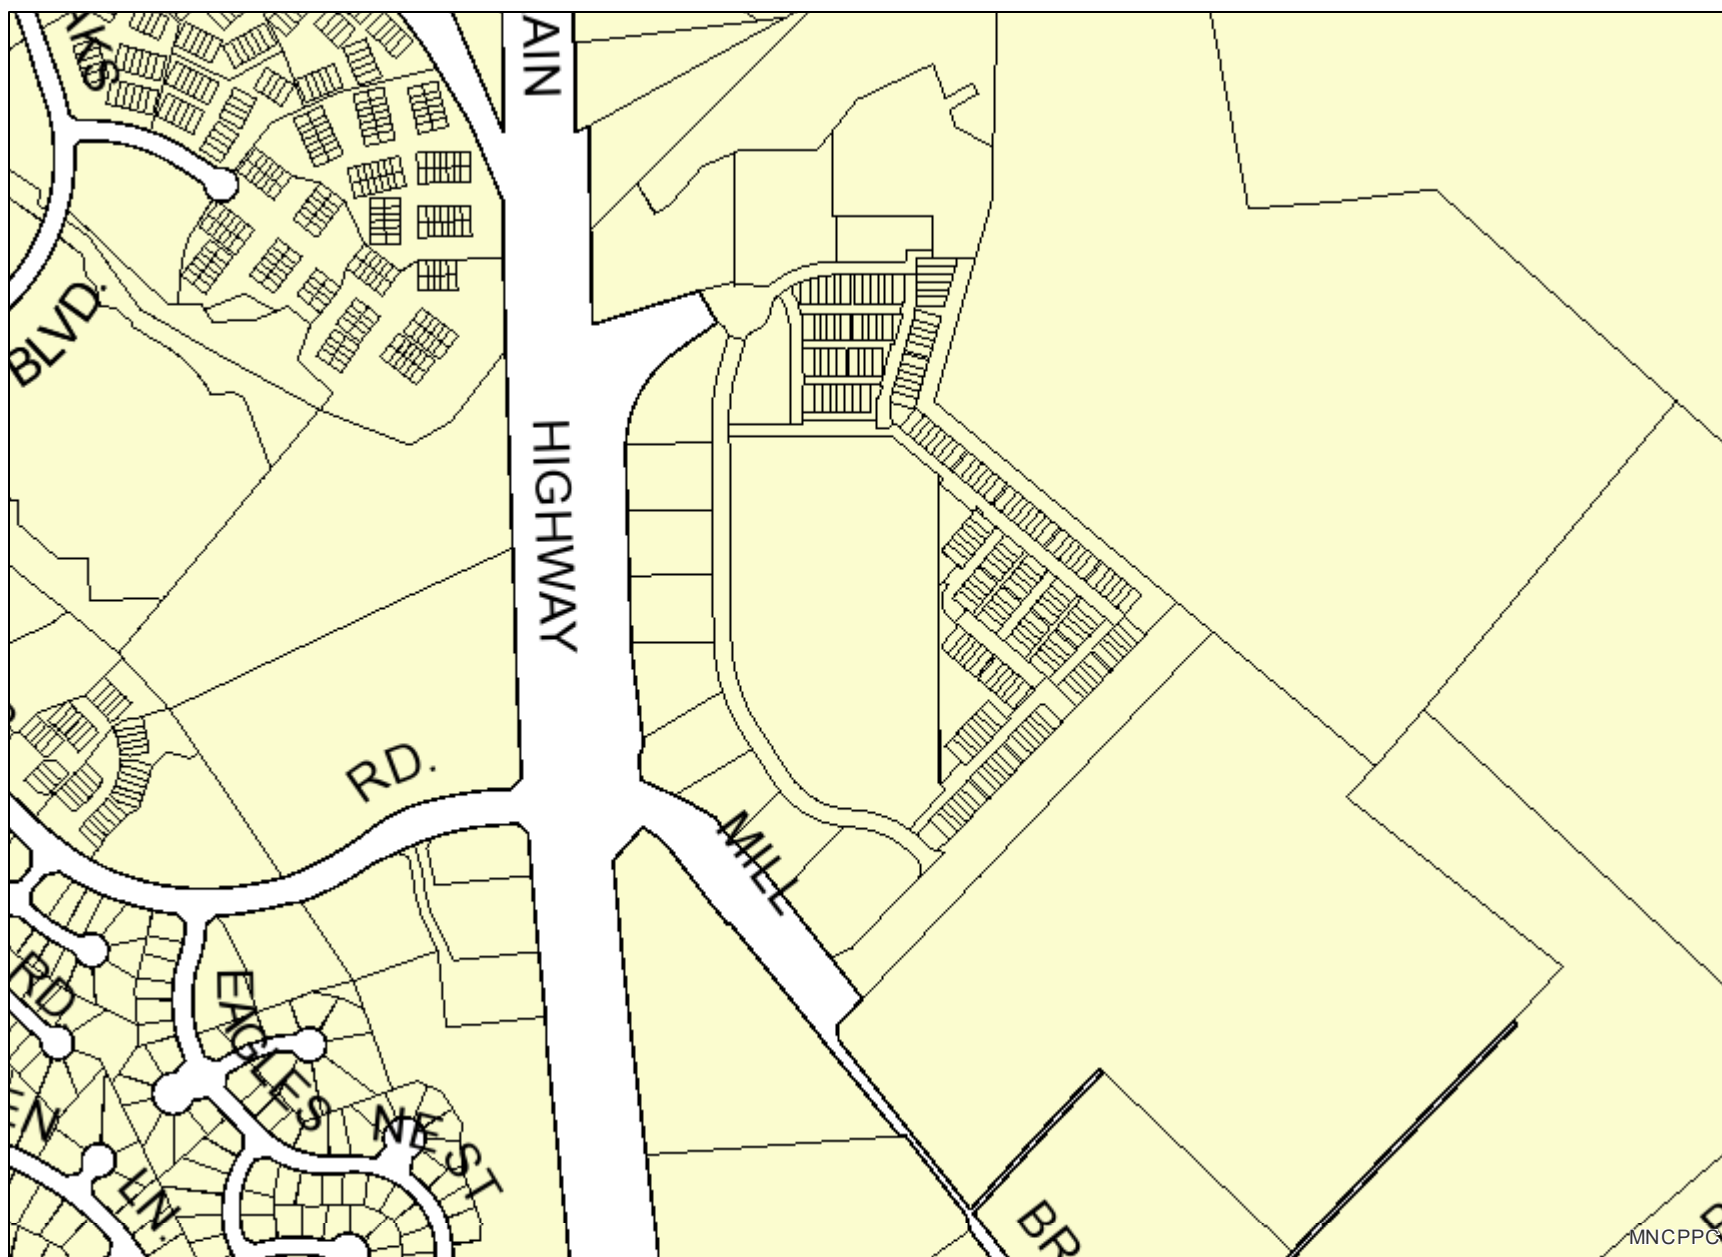 AIN
BLVD.
HIGHWAY
RD.
MILL
RD
EAGLES
NEST
LN.
BR
MNCPPC